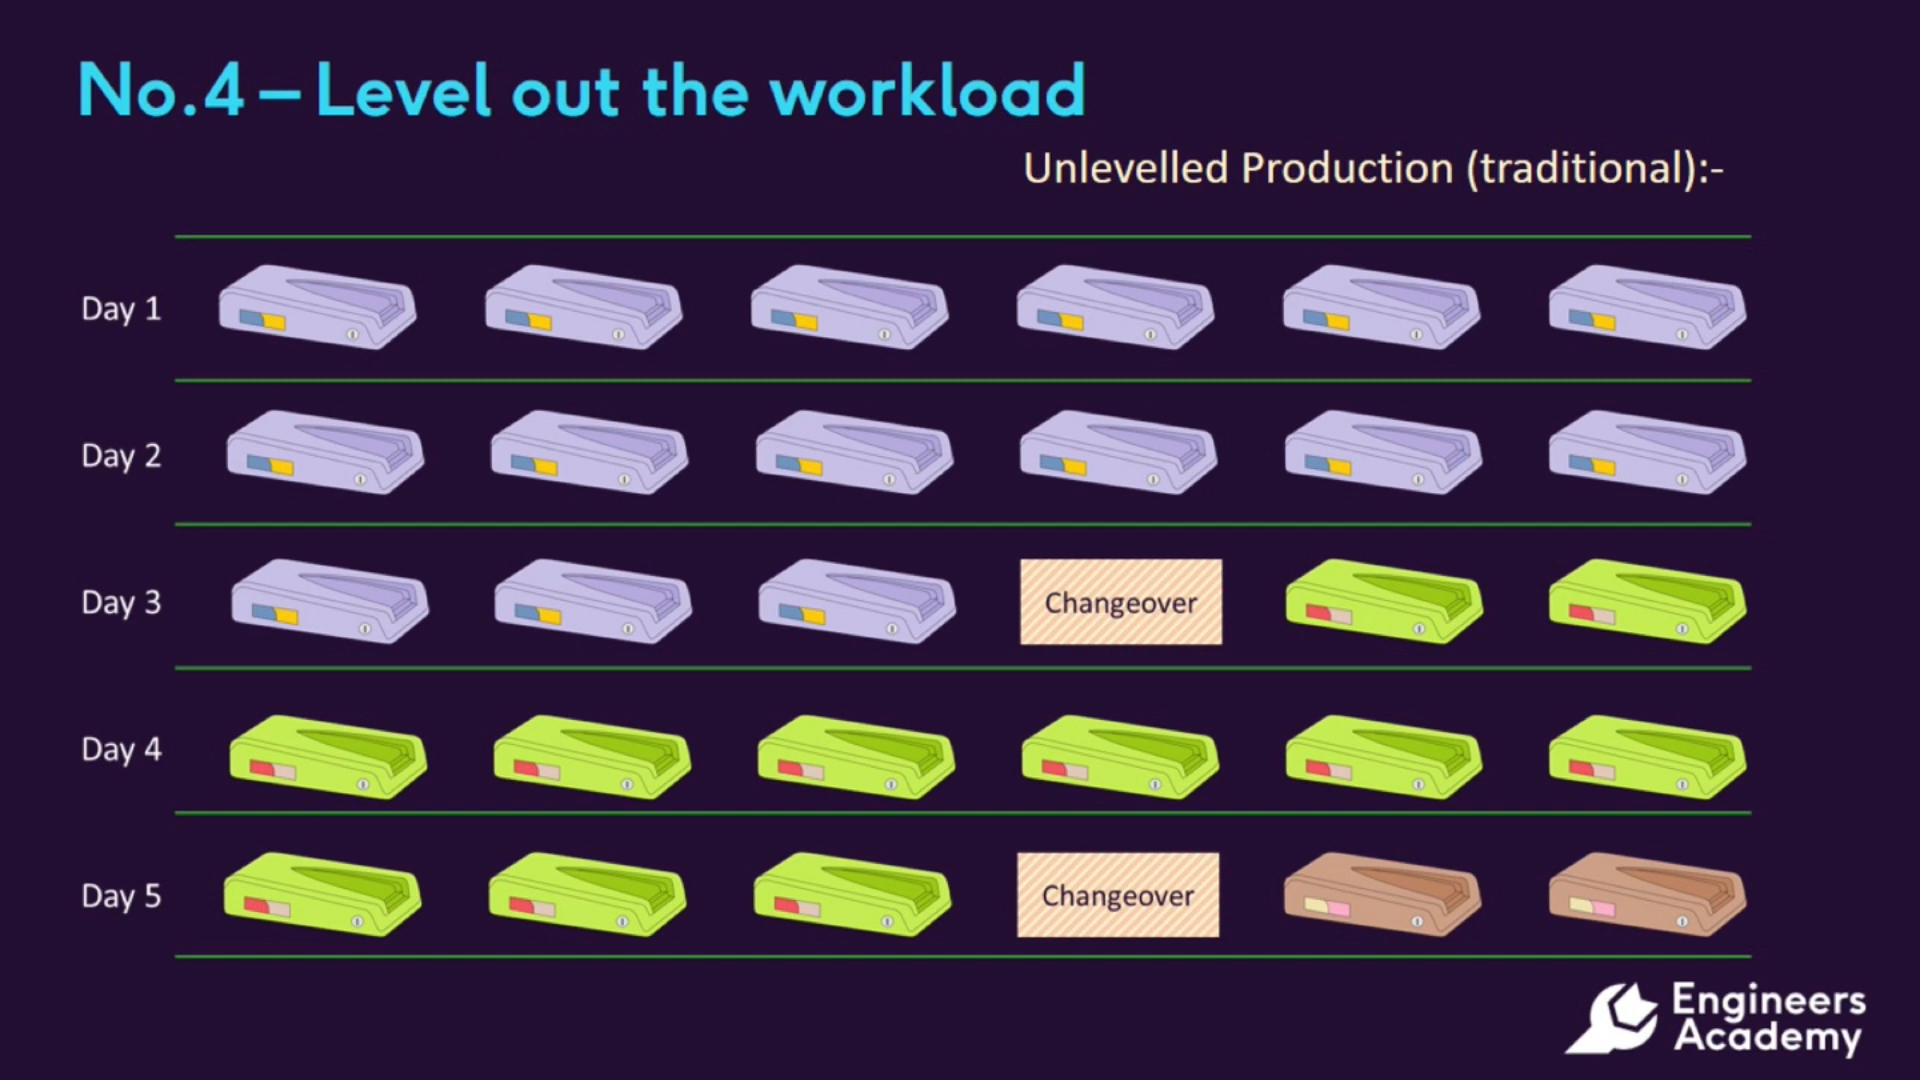 No.4 – Level out the workload
Unlevelled Production (traditional):-
Day 1
Day 2
Day 3
Changeover
Day 4
Day 5
Changeover
Engineers
Academy